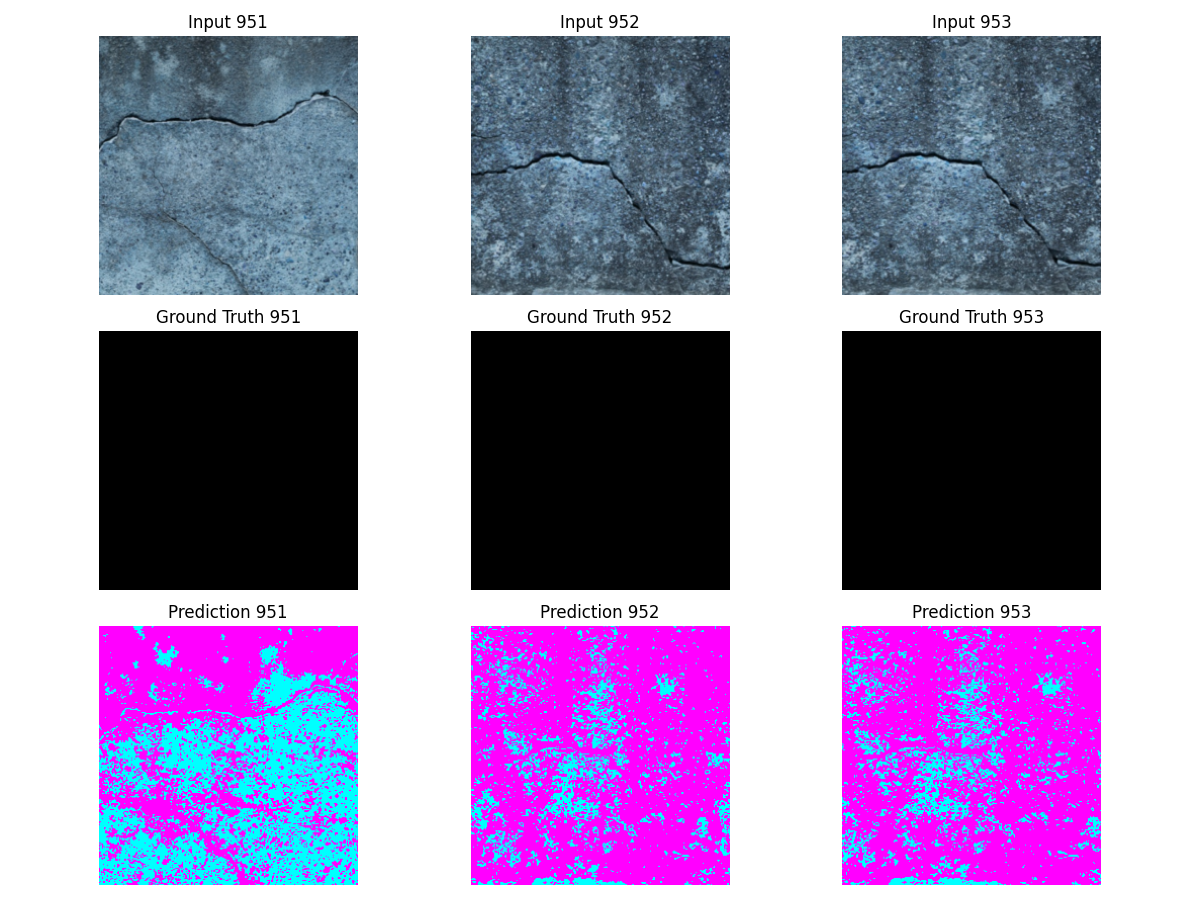 Input 951
Input 952
Input 953
Ground Truth 951
Ground Truth 952
Ground Truth 953
Prediction 951
Prediction 952
Prediction 953